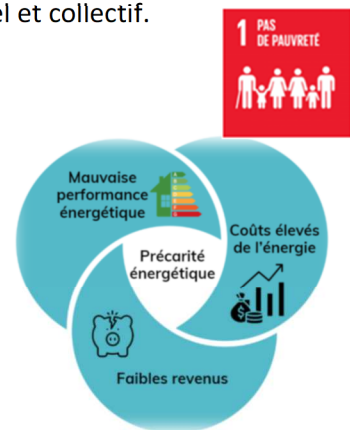 el et collectif.
1 PAS
DE PAUVRETÉ
Mauvaise
performance
énergétique
Coûts élevés
de l'énergie
Précarité
énergétique
Faibles revenus